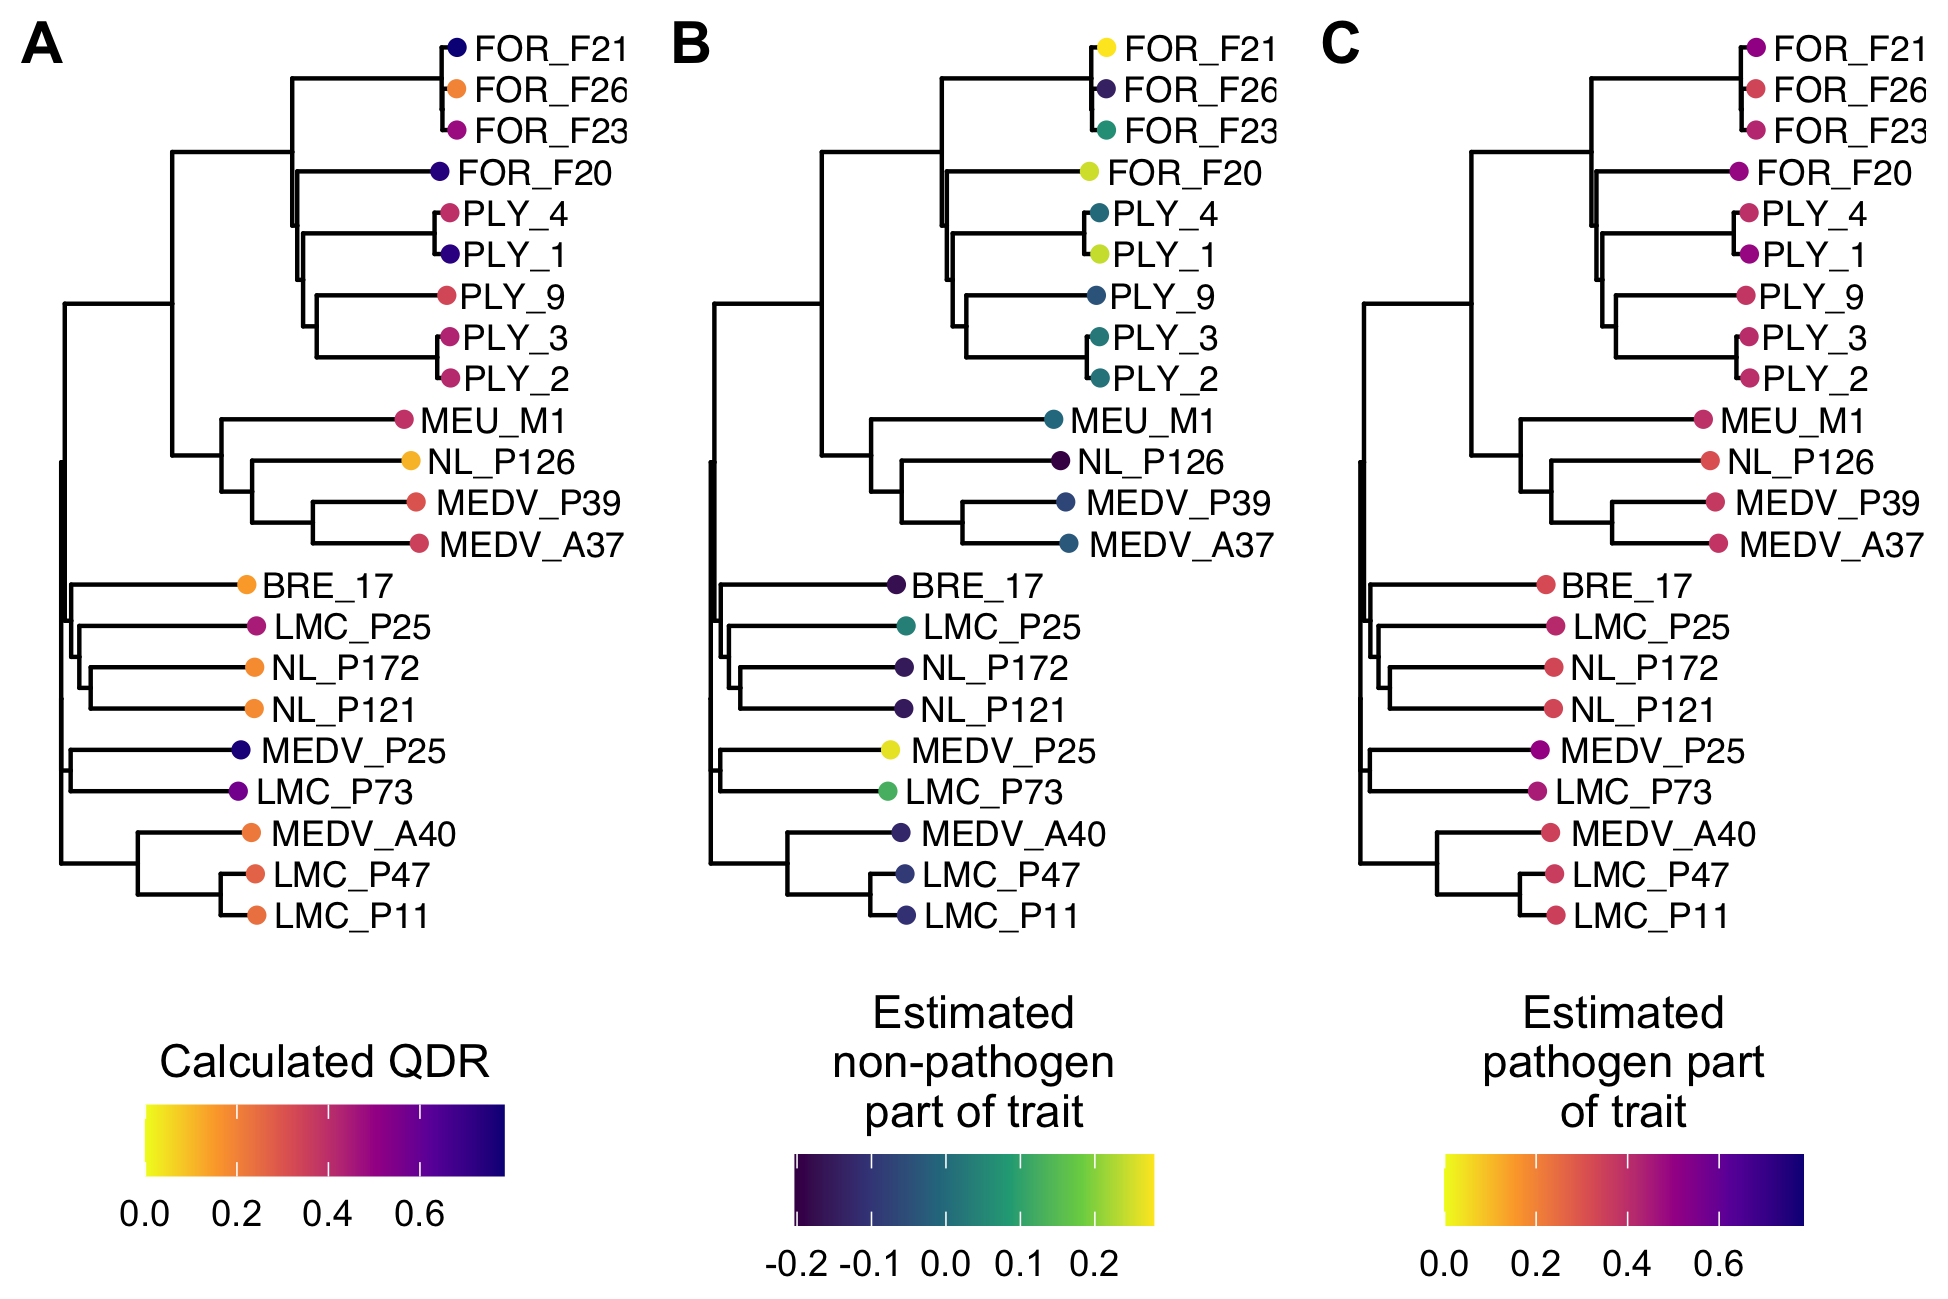 A
FOR_F21
FOR_F26
FOR_F23
FOR_F20
PLY_4
PLY_1
PLY_9
PLY_3
PLY_2
MEU_M1
NL_P126
MEDV_P39
MEDV_A37
BRE_17
LMC_P25
NL_P172
NL_P121
MEDV_P25
LMC_P73
MEDV_A40
LMC_P47
LMC_P11
Calculated QDR
0.0 0.2 0.4 0.6
B
FOR_F21
FOR_F26
FOR_F23
FOR_F20
PLY_4
PLY_1
PLY_9
PLY_3
PLY_2
MEU_M1
NL_P126
MEDV_P39
MEDV_A37
BRE_17
LMC_P25
NL_P172
NL_P121
MEDV_P25
LMC_P73
MEDV_A40
LMC_P47
LMC_P11
Estimated
non-pathogen
part of trait
-0.2 -0.1 0.0 0.1 0.2
C
FOR_F21
FOR_F26
FOR_F23
FOR_F20
PLY_4
PLY_1
PLY_9
PLY_3
PLY_2
MEU_M1
NL_P126
MEDV_P39
MEDV_A37
BRE_17
LMC_P25
NL_P172
NL_P121
MEDV_P25
LMC_P73
MEDV_A40
LMC_P47
LMC_P11
Estimated
pathogen part
of trait
0.0 0.2 0.4 0.6